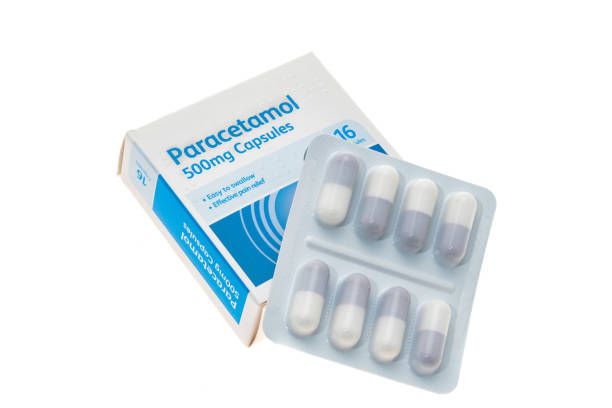 Paracetamol
500mg Capsules
• Easy to swallow
• Effective pain relief
16
16
Paracetamol
500mg Capsules